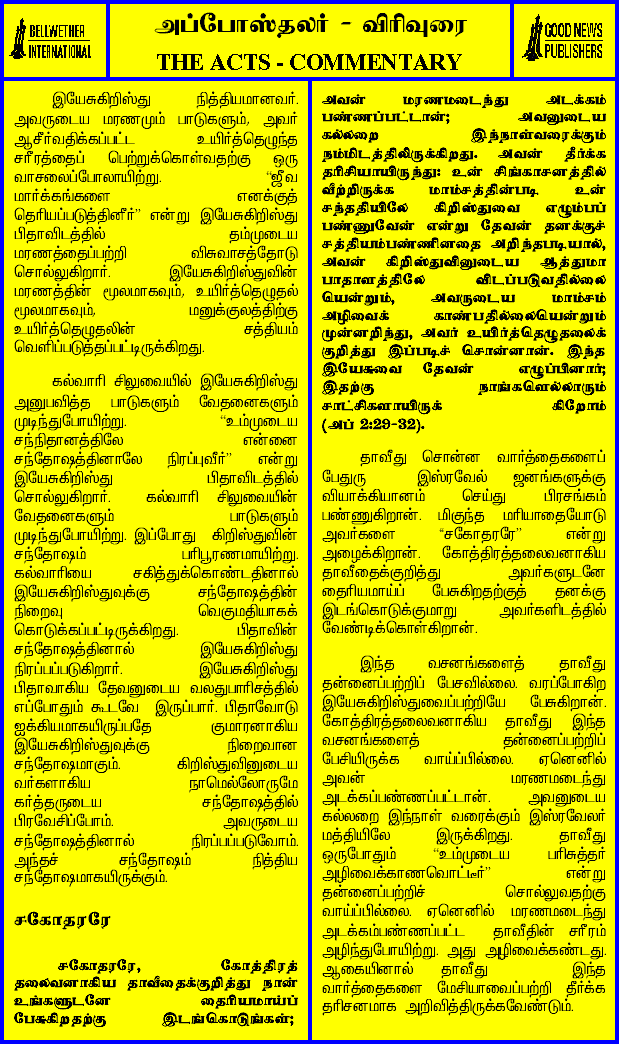 BELLWETHER
INTERNATIONAL
அப்போஸ்தலர் - விரிவுரை
THE ACTS - COMMENTARY
GOOD NEWS
PUBLISHERS
இயேசுகிறிஸ்து நித்தியமானவர்.
அவருடைய மரணமும் பாடுகளும், அவர்
ஆசீர்வதிக்கப்பட்ட உயிர்த்தெழுந்த
சரீரத்தைப் பெற்றுக்கொள்வதற்கு ஒரு
வாசலைப்போலாயிற்று. “ஜீவ
மார்க்கங்களை எனக்குத்
தெரியப்படுத்தினீர்” என்று இயேசுகிறிஸ்து
பிதாவிடத்தில் தம்முடைய
மரணத்தைப்பற்றி விசுவாசத்தோடு
சொல்லுகிறார். இயேசுகிறிஸ்துவின்
மரணத்தின் மூலமாகவும், உயிர்த்தெழுதல்
மூலமாகவும், மனுக்குலத்திற்கு
உயிர்த்தெழுதலின் சத்தியம்
வெளிப்படுத்தப்பட்டிருக்கிறது.
கல்வாரி சிலுவையில் இயேசுகிறிஸ்து
அனுபவித்த பாடுகளும் வேதனைகளும்
முடிந்துபோயிற்று. “உம்முடைய
சந்நிதானத்திலே என்னை
சந்தோஷத்தினாலே நிரப்புவீர்” என்று
இயேசுகிறிஸ்து பிதாவிடத்தில்
சொல்லுகிறார். கல்வாரி சிலுவையின்
வேதனைகளும் பாடுகளும்
முடிந்துபோயிற்று. இப்போது கிறிஸ்துவின்
சந்தோஷம் பரிபூரணமாயிற்று.
கல்வாரியை சகித்துக்கொண்டதினால்
இயேசுகிறிஸ்துவுக்கு சந்தோஷத்தின்
நிறைவு வெகுமதியாகக்
கொடுக்கப்பட்டிருக்கிறது. பிதாவின்
சந்தோஷத்தினால் இயேசுகிறிஸ்து
நிரப்பப்படுகிறார். இயேசுகிறிஸ்து
பிதாவாகிய தேவனுடைய வலதுபாரிசத்தில்
எப்போதும் கூடவே இருப்பார். பிதாவோடு
ஐக்கியமாகயிருப்பதே குமாரனாகிய
இயேசுகிறிஸ்துவுக்கு நிறைவான
சந்தோஷமாகும். கிறிஸ்துவினுடைய
வர்களாகிய நாமெல்லோருமே
கர்த்தருடைய சந்தோஷத்தில்
பிரவேசிப்போம். அவருடைய
சந்தோஷத்தினால் நிரப்பப்படுவோம்.
அந்தச் சந்தோஷம் நித்திய
சந்தோஷமாகயிருக்கும்.
சகோதரரே
சகோதரரே, கோத்திரத்
தலைவனாகிய தாவீதைக்குறித்து நான்
உங்களுடனே தைரியமாய்ப்
பேசுகிறதற்கு இடங்கொடுங்கள்;
அவன் மரணமடைந்து அடக்கம்
பண்ணப்பட்டான்; அவனுடைய
கல்லறை இந்நாள்வரைக்கும்
நம்மிடத்திலிருக்கிறது. அவன் தீர்க்க
தரிசியாயிருந்து: உன் சிங்காசனத்தில்
வீற்றிருக்க மாம்சத்தின்படி உன்
சந்ததியிலே கிறிஸ்துவை எழும்பப்
பண்ணுவேன் என்று தேவன் தனக்குச்
சத்தியம்பண்ணினதை அறிந்தபடியால்,
அவன் கிறிஸ்துவினுடைய ஆத்துமா
பாதாளத்திலே விடப்படுவதில்லை
யென்றும், அவருடைய மாம்சம்
அழிவைக் காண்பதில்லையென்றும்
முன்னறிந்து, அவர் உயிர்த்தெழுதலைக்
குறித்து இப்படிச் சொன்னான். இந்த
இயேசுவை தேவன் எழுப்பினார்;
இதற்கு நாங்களெல்லாரும்
சாட்சிகளாயிருக் கிறோம்
(அப் 2:29-32).
தாவீது சொன்ன வார்த்தைகளைப்
பேதுரு இஸ்ரவேல் ஜனங்களுக்கு
வியாக்கியானம் செய்து பிரசங்கம்
பண்ணுகிறான். மிகுந்த மரியாதையோடு
அவர்களை “சகோதரரே” என்று
அழைக்கிறான். கோத்திரத்தலைவனாகிய
தாவீதைக்குறித்து அவர்களுடனே
தைரியமாய்ப் பேசுகிறதற்குத் தனக்கு
இடங்கொடுக்குமாறு அவர்களிடத்தில்
வேண்டிக்கொள்கிறான்.
இந்த வசனங்களைத் தாவீது
தன்னைப்பற்றிப் பேசவில்லை. வரப்போகிற
இயேசுகிறிஸ்துவைப்பற்றியே பேசுகிறான்.
கோத்திரத்தலைவனாகிய தாவீது இந்த
வசனங்களைத் தன்னைப்பற்றிப்
பேசியிருக்க வாய்ப்பில்லை. ஏனெனில்
அவன் மரணமடைந்து
அடக்கப்பண்ணப்பட்டான். அவனுடைய
கல்லறை இந்நாள் வரைக்கும் இஸ்ரவேலர்
மத்தியிலே இருக்கிறது. தாவீது
ஒருபோதும் “உம்முடைய பரிசுத்தர்
அழிவைக்காணவொட்டீர்” என்று
தன்னைப்பற்றிச் சொல்லுவதற்கு
வாய்ப்பில்லை. ஏனெனில் மரணமடைந்து
அடக்கம்பண்ணப்பட்ட தாவீதின் சரீரம்
அழிந்துபோயிற்று. அது அழிவைக்கண்டது.
ஆகையினால் தாவீது இந்த
வார்த்தைகளை மேசியாவைப்பற்றி தீர்க்க
தரிசனமாக அறிவித்திருக்கவேண்டும்.